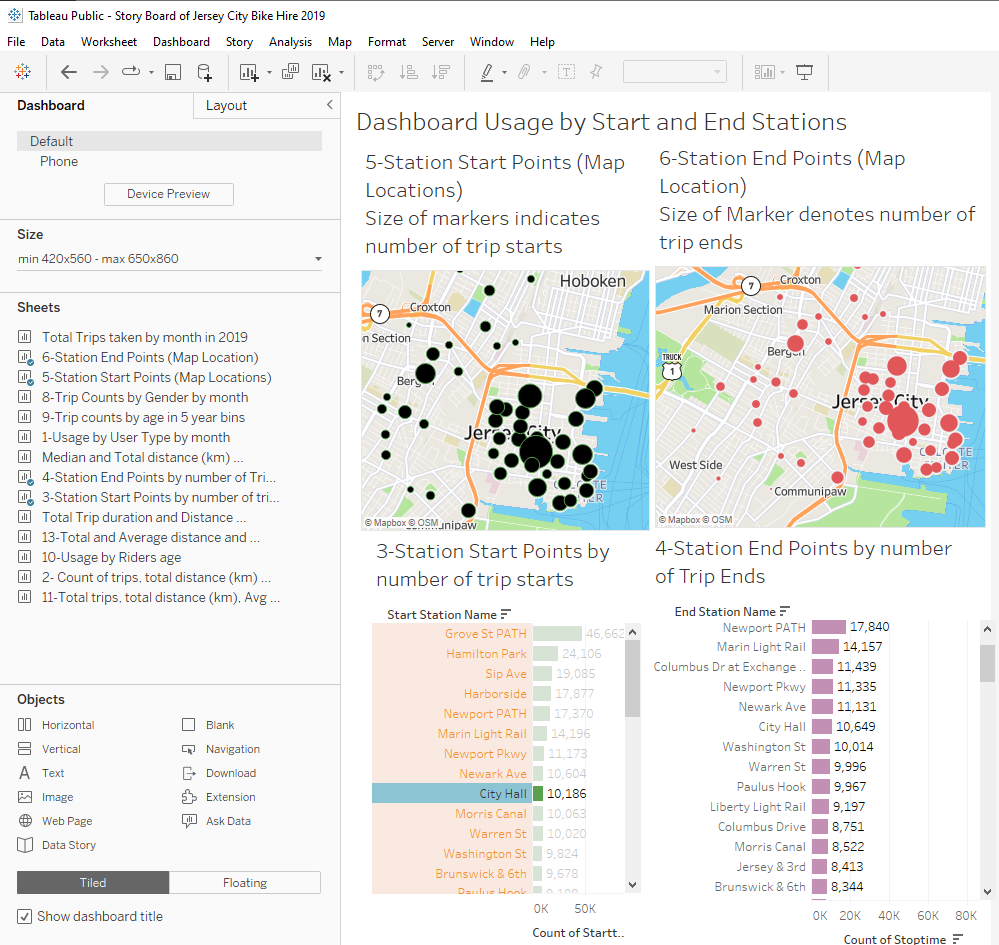 Tableau Public - Story Board of Jersey City Bike Hire 2019
File Data Worksheet Dashboard Story Analysis Map Format Server Window Help
Dashboard
Layout
Default
Phone
Device Preview
Size
min 420x560 - max 650x860
Sheets
Total Trips taken by month in 2019
6-Station End Points (Map Location)
5-Station Start Points (Map Locations)
8-Trip Counts by Gender by month
9-Trip counts by age in 5 year bins
1-Usage by User Type by month
Median and Total distance (km) ...
4-Station End Points by number of Tri...
3-Station Start Points by number of tri...
Total Trip duration and Distance ...
13-Total and Average distance and ...
10-Usage by Riders age
2- Count of trips, total distance (km) ...
11-Total trips, total distance (km), Avg ...
Objects
Horizontal
Blank
Vertical
Navigation
Text
Download
Image
Extension
Web Page
Ask Data
Data Story
Tiled
Floating
Show dashboard title
Dashboard Usage by Start and End Stations
5-Station Start Points (Map
Locations)
Size of markers indicates
number of trip starts
Hoboken
7
Croxton
n Section
Berg
Jersey City
© Mapbox © OSM
6-Station End Points (Map
Location)
Size of Marker denotes number of
trip ends
7
Croxton
Marion Section
TRUCK
1
Jersey City
West Side
Communipaw
© Mapbox © OSM
3-Station Start Points by
number of trip starts
Start Station Name
Grove St PATH 46,662
Hamilton Park 24,106
Sip Ave 19,085
Harborside 17,877
Newport PATH 17,370
Marin Light Rail 14,196
Newport Pkwy 11,173
Newark Ave 10,604
City Hall 10,186
Morris Canal 10,063
Warren St 10,020
Washington St 9,824
Brunswick & 6th 9,678
Paulus Hook
0K 50K
Count of Startt..
4-Station End Points by number
of Trip Ends
End Station Name
Newport PATH 17,840
Marin Light Rail 14,157
Columbus Dr at Exchange .. 11,439
Newport Pkwy 11,335
Newark Ave 11,131
City Hall 10,649
Washington St 10,014
Warren St 9,996
Paulus Hook 9,967
Liberty Light Rail 9,197
Columbus Drive 8,751
Morris Canal 8,522
Jersey & 3rd 8,413
Brunswick & 6th 8,344
0K 20K 40K 60K 80K
Count of Stoptime